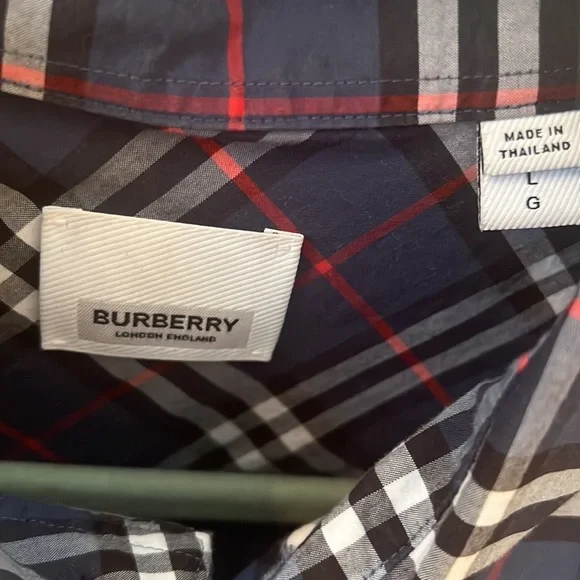 BURBERRY
LONDON ENGLAND
MADE IN
THAILAND
L
G